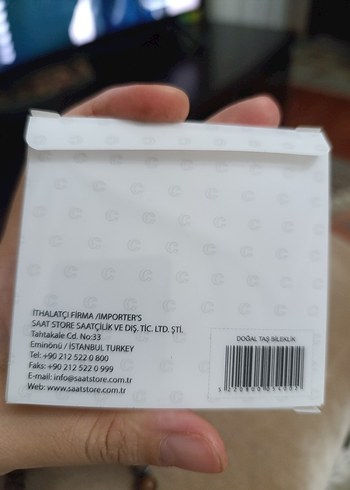 İTHALATÇI FİRMA /IMPORTER'S
SAAT STORE SAATÇİLİK VE DIŞ. TİC. LTD. ŞTİ.
Tahtakale Cd. No:33
Eminönü / İSTANBUL TURKEY
Tel: +90 212 522 0 800
Faks: +90 212 522 0 999
E-mail: info@saatstore.com.tr
Web: www.saatstore.com.tr
DOĞAL TAŞ BİLEKLİK